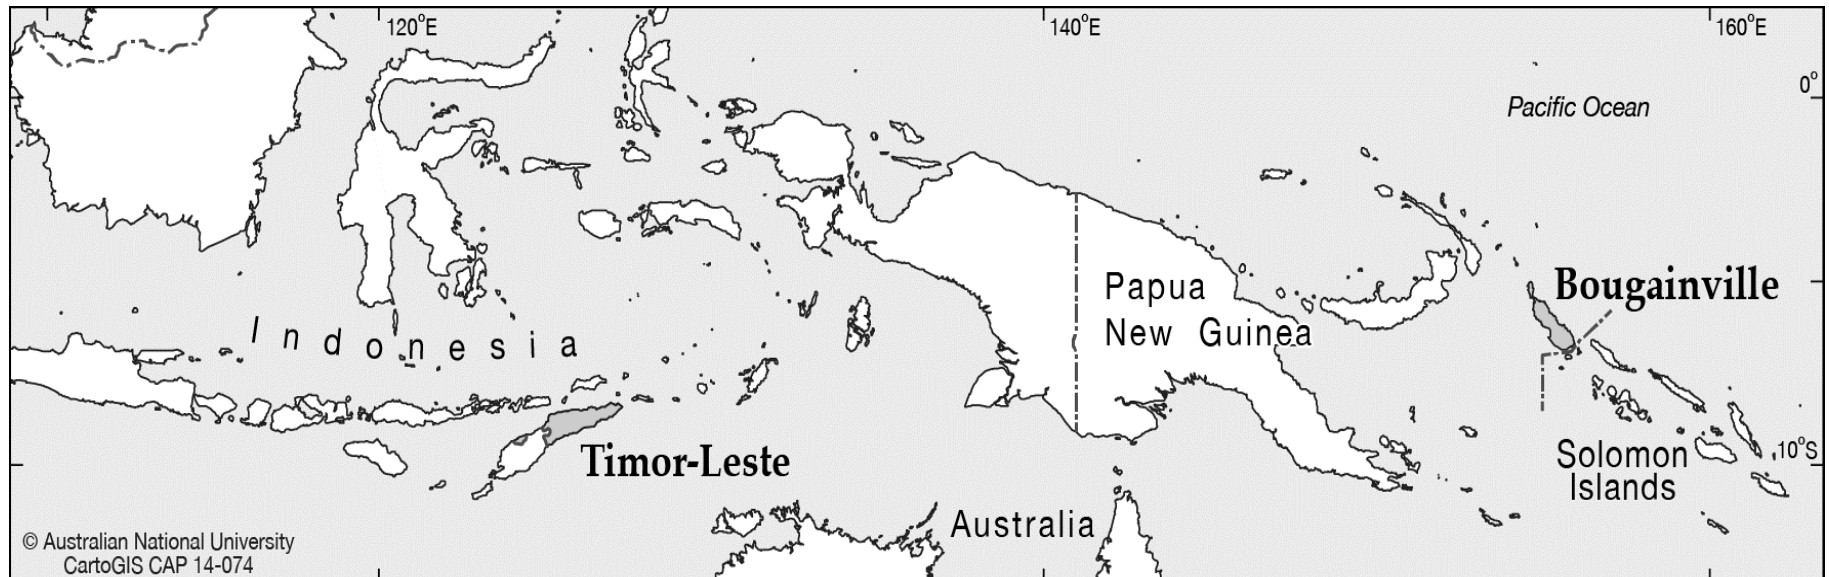 120°E
140°E
160°E
0°
Pacific Ocean
Bougainville
Papua
New Guinea
Indonesia
Timor-Leste
Solomon
Islands
10°S
Australia
© Australian National University
CartoGIS CAP 14-074